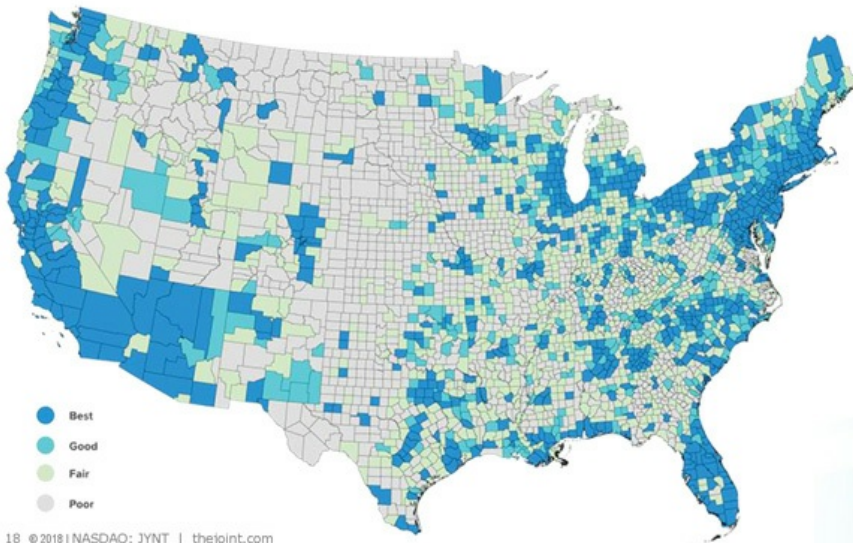 Best
Good
Fair
Poor
18 © 2018 | NASDAQ: JYNT | thejoint.com